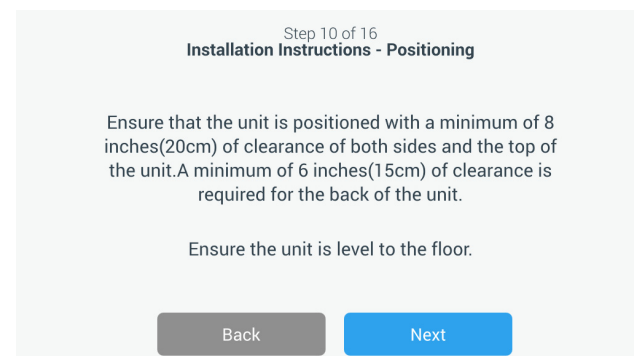 Step 10 of 16
Installation Instructions - Positioning
Ensure that the unit is positioned with a minimum of 8
inches(20cm) of clearance of both sides and the top of
the unit.A minimum of 6 inches(15cm) of clearance is
required for the back of the unit.
Ensure the unit is level to the floor.
Back
Next